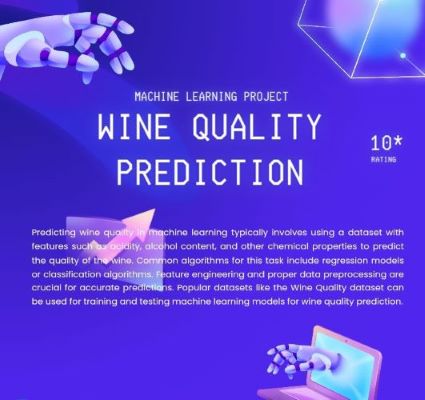 MACHINE LEARNING PROJECT
WINE QUALITY
PREDICTION
10*
RATING
Predicting wine quality in machine learning typically involves using a dataset with
features such as acidity, alcohol content, and other chemical properties to predict
the quality of the wine. Common algorithms for this task include regression models
or classification algorithms. Feature engineering and proper data preprocessing are
crucial for accurate predictions. Popular datasets like the Wine Quality dataset can
be used for training and testing machine learning models for wine quality prediction.